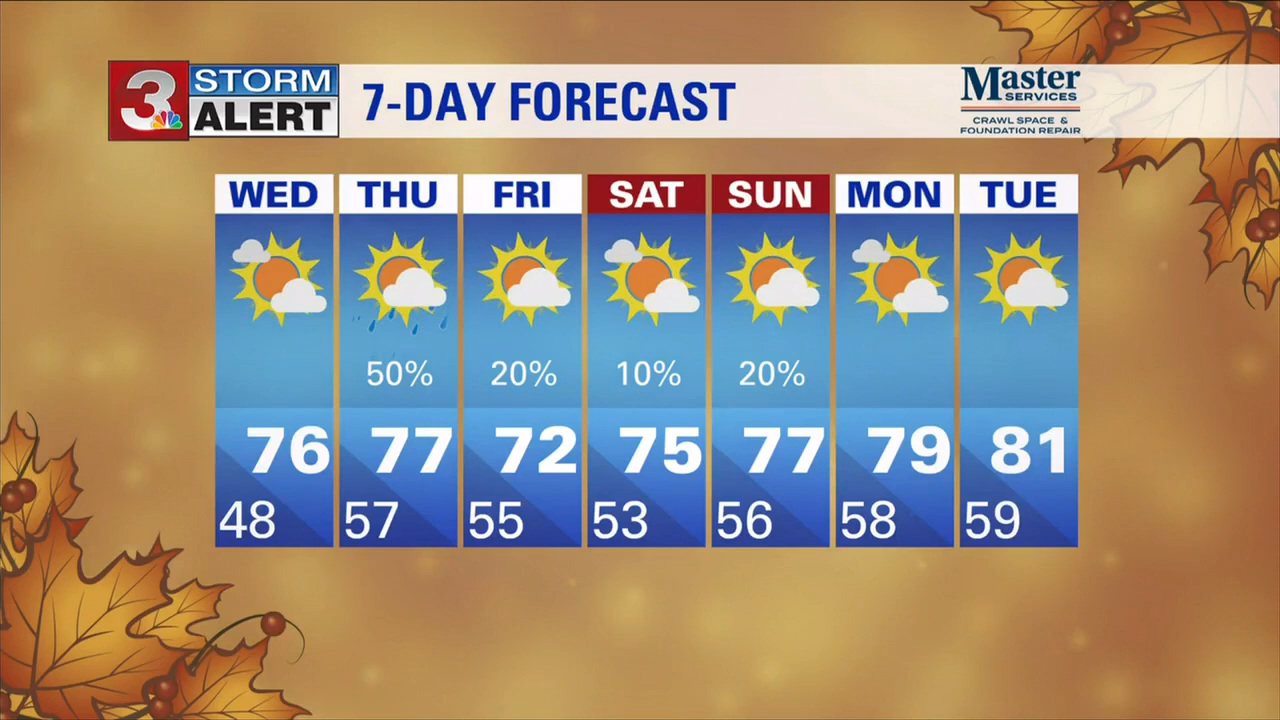 3 STORM ALERT
7-DAY FORECAST
Master
SERVICES
CRAWL SPACE &
FOUNDATION REPAIR
WED THU FRI SAT SUN MON TUE
50% 20% 10% 20%
76 77 72 75 77 79 81
48 57 55 53 56 58 59